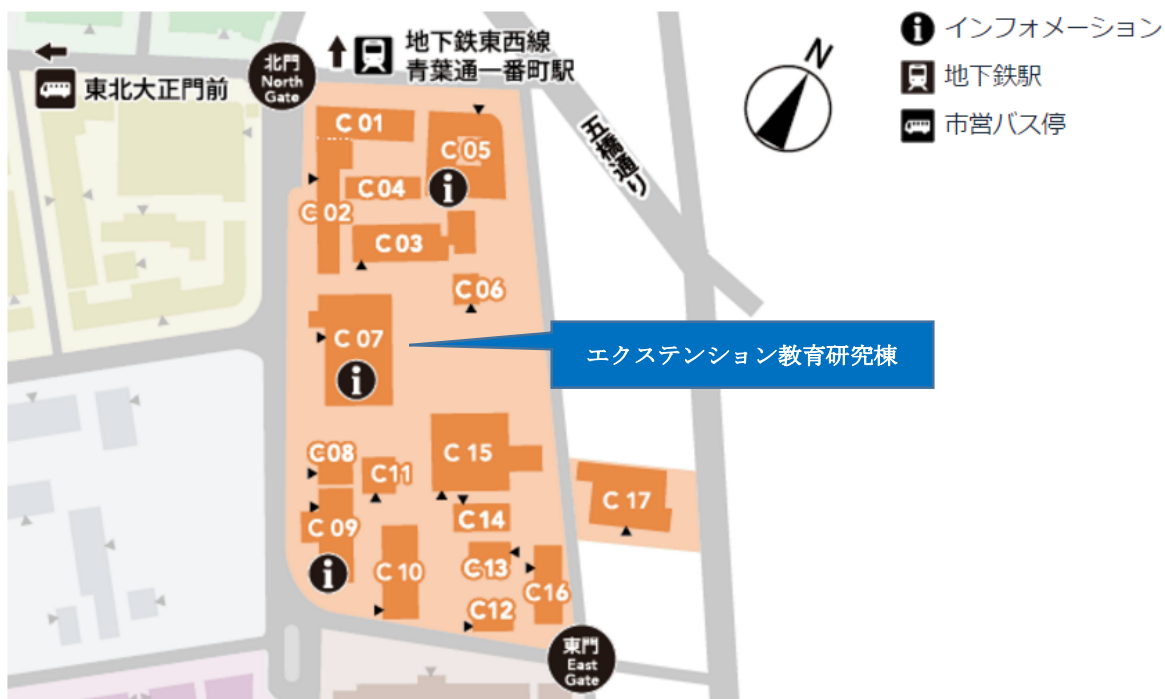 インフォメーション
地下鉄駅
市営バス停
N
北門
North
Gate
地下鉄東西線
青葉通一番町駅
東北大正門前
五橋通り
C 01
C 05
C 04
C 02
C 03
C 06
C 07
エクステンション教育研究棟
C08
C 15
C11
C 17
C 09
C 14
C 10
C13
C16
C12
東門
East
Gate